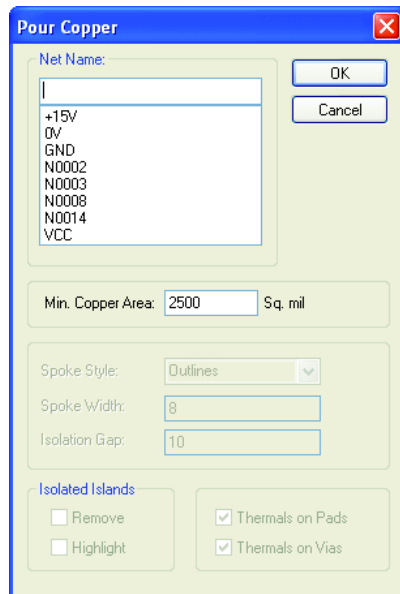 Pour Copper
Net Name:
OK
Cancel
+15V
0V
GND
N0002
N0003
N0008
N0014
VCC
Min. Copper Area: 2500 Sq. mil
Spoke Style: Outlines
Spoke Width: 8
Isolation Gap: 10
Isolated Islands
Remove
Thermals on Pads
Highlight
Thermals on Vias